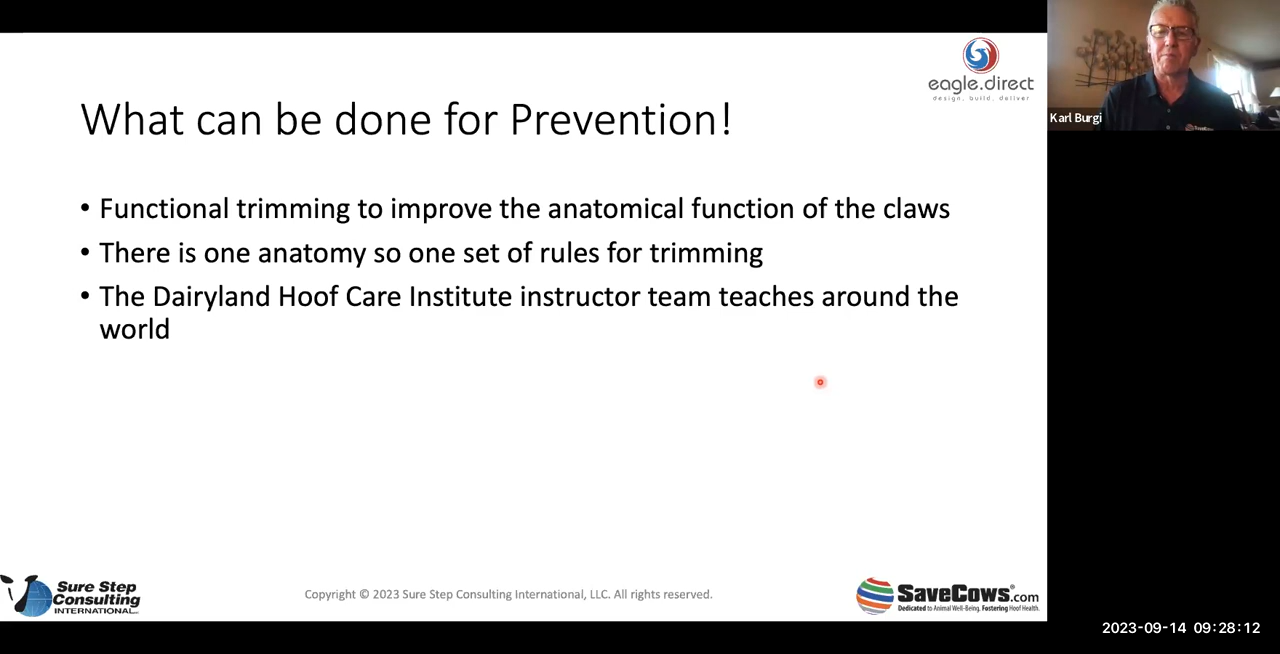 eagle.direct
design. build. deliver
What can be done for Prevention!
• Functional trimming to improve the anatomical function of the claws
• There is one anatomy so one set of rules for trimming
• The Dairyland Hoof Care Institute instructor team teaches around the
world
Sure Step
Consulting
INTERNATIONAL
Copyright © 2023 Sure Step Consulting International, LLC. All rights reserved.
SaveCows.com
Dedicated to Animal Well-Being. Fostering Hoof Health.
Karl Burgi
2023-09-14 09:28:12